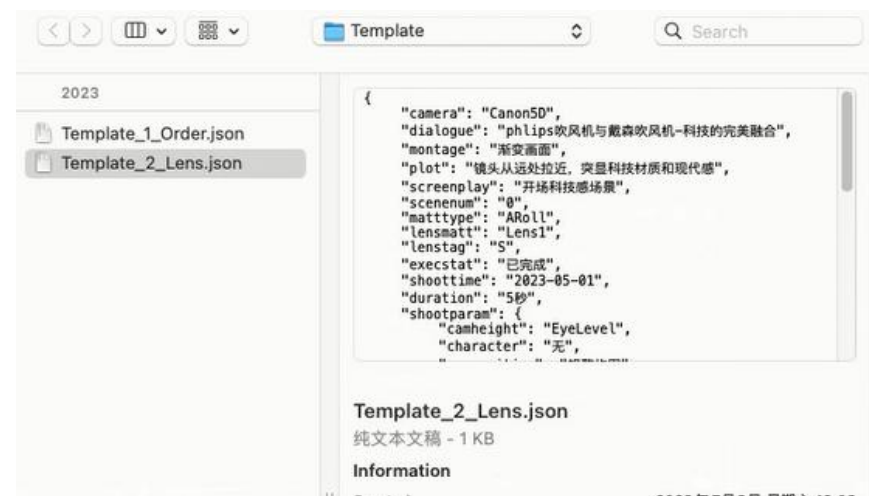 Template
Search
2023
Template_1_Order.json
Template_2_Lens.json
{
"camera": "Canon5D",
"dialogue": "phlips吹风机与戴森吹风机-科技的完美融合",
"montage": "渐变画面",
"plot": "镜头从远处拉近，突显科技材质和现代感",
"screenplay": "开场科技感场景",
"scenenum": "0",
"matttype": "ARoll",
"lensmatt": "Lens1",
"lenstag": "S",
"execstat": "已完成",
"shoottime": "2023-05-01",
"duration": "5秒",
"shootparam": {
"camheight": "EyeLevel",
"character": "无",
Template_2_Lens.json
纯文本文稿 - 1 KB
Information